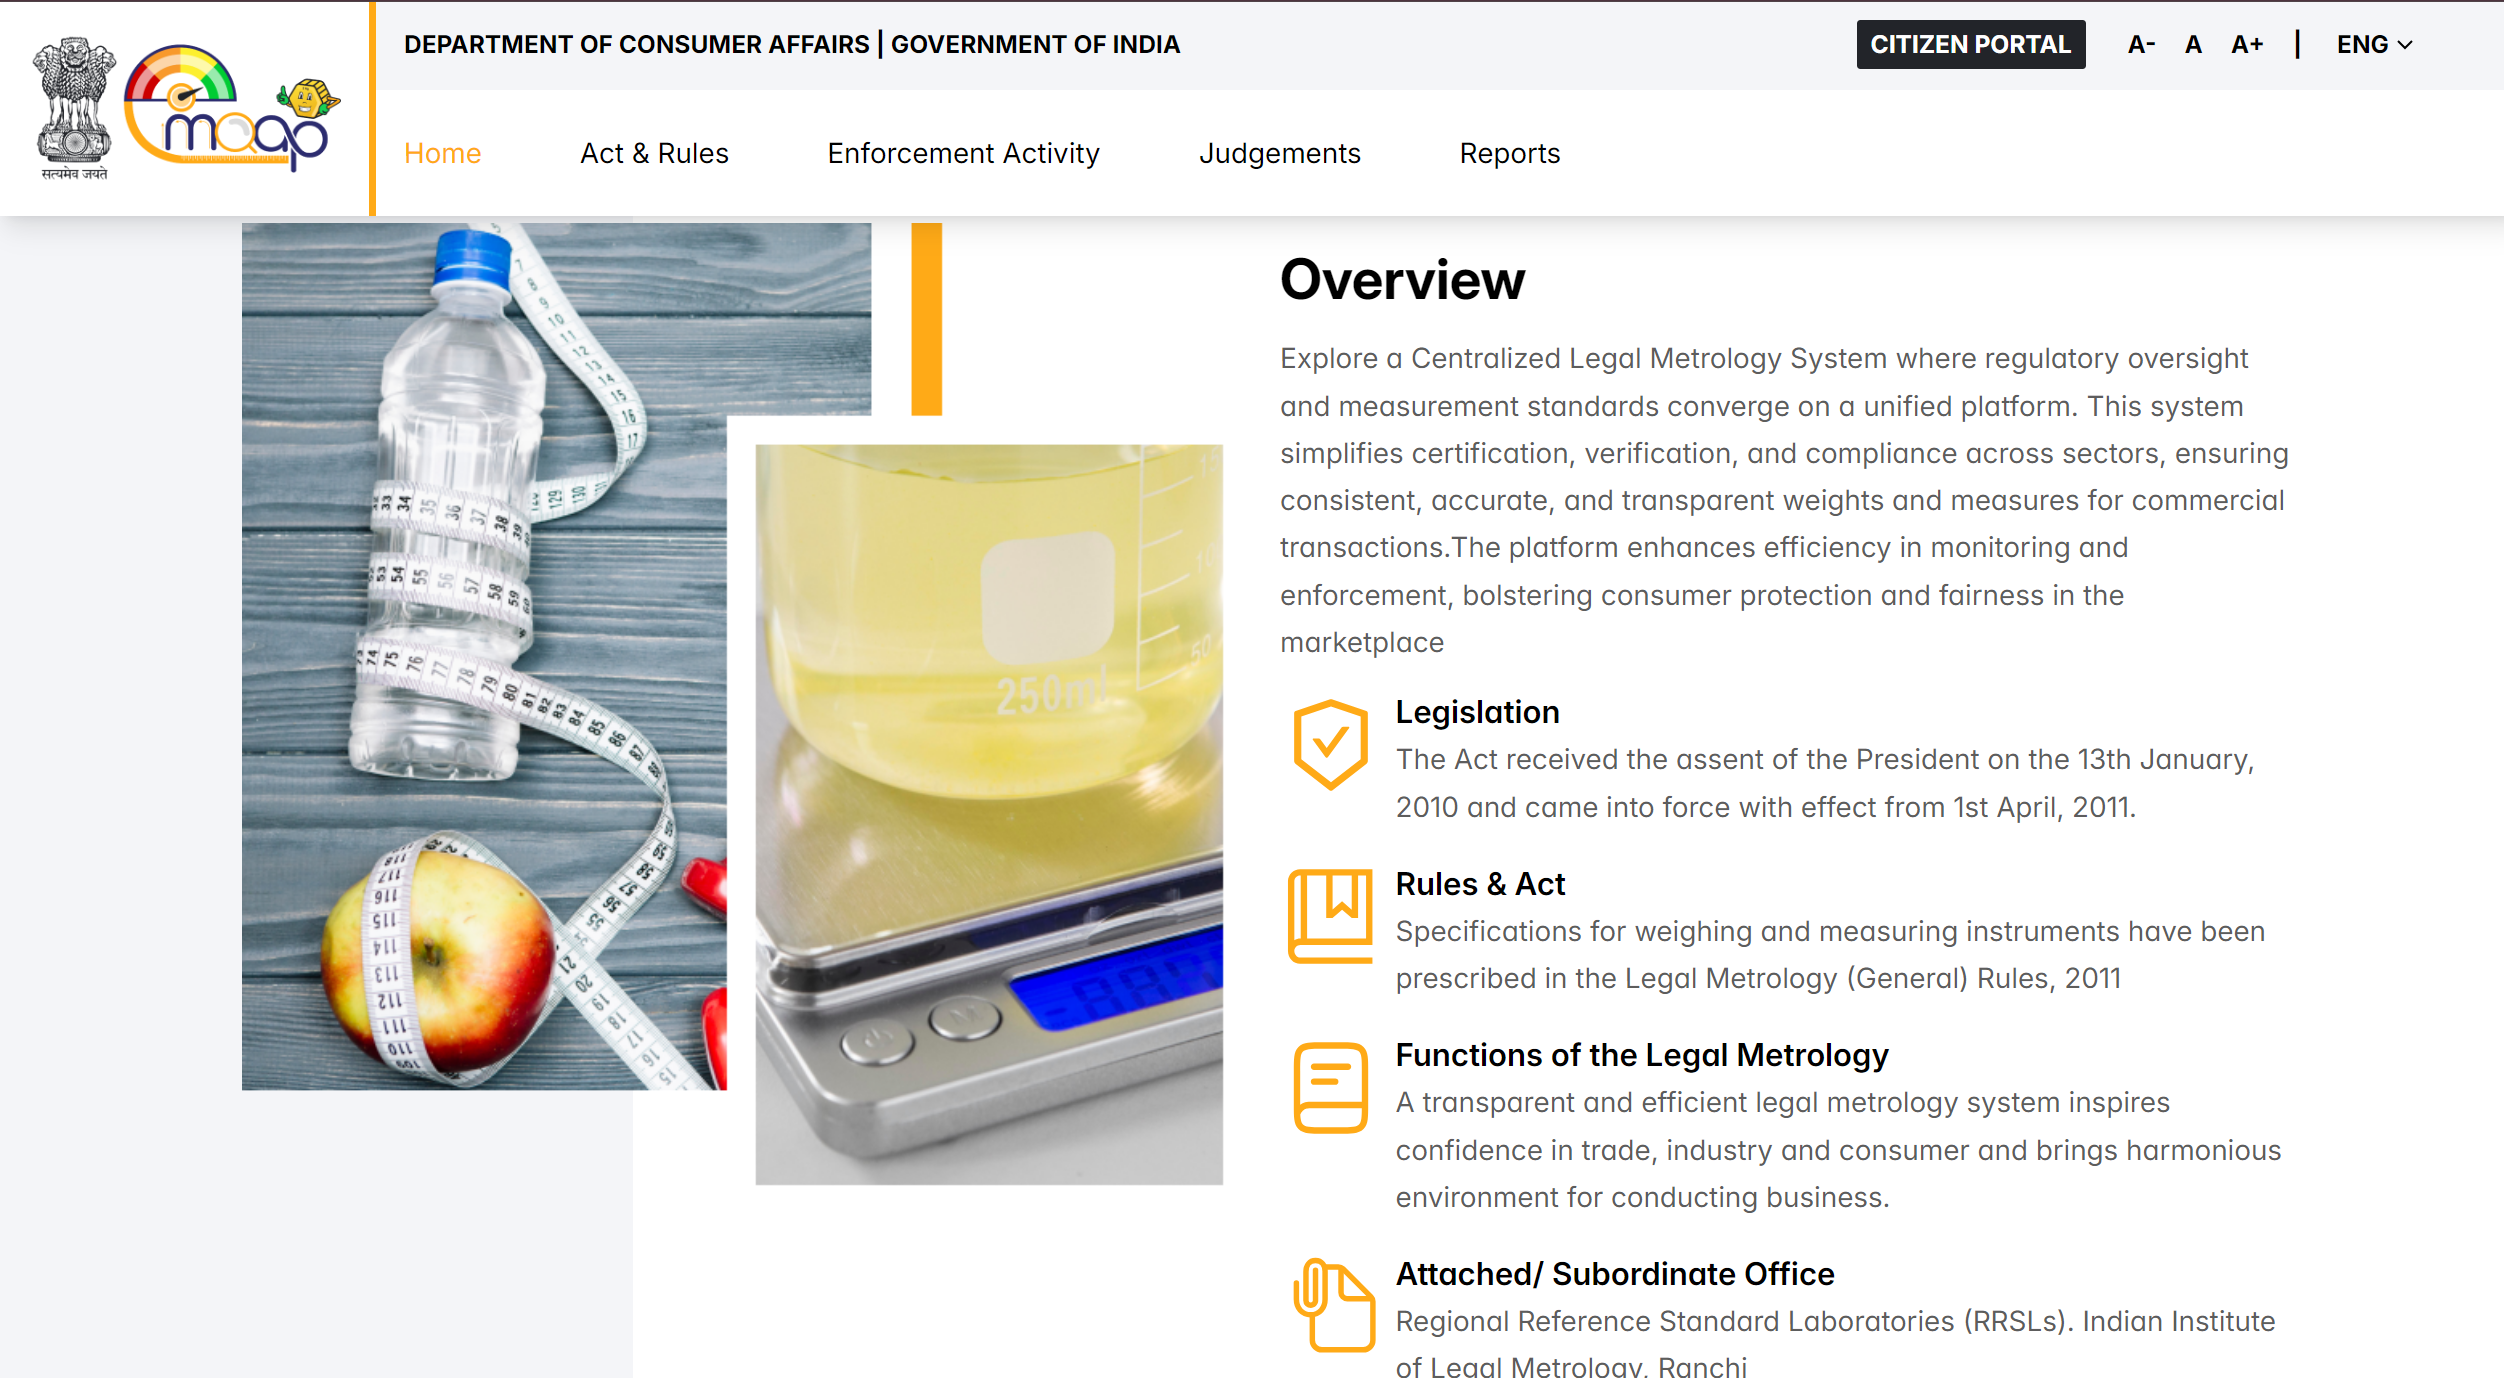 सत्यमेव जयते
emaap
DEPARTMENT OF CONSUMER AFFAIRS | GOVERNMENT OF INDIA
CITIZEN PORTAL
A- A A+ | ENG
Home Act & Rules Enforcement Activity Judgements Reports
250ml
Overview
Explore a Centralized Legal Metrology System where regulatory oversight
and measurement standards converge on a unified platform. This system
simplifies certification, verification, and compliance across sectors, ensuring
consistent, accurate, and transparent weights and measures for commercial
transactions.The platform enhances efficiency in monitoring and
enforcement, bolstering consumer protection and fairness in the
marketplace
Legislation
The Act received the assent of the President on the 13th January,
2010 and came into force with effect from 1st April, 2011.
Rules & Act
Specifications for weighing and measuring instruments have been
prescribed in the Legal Metrology (General) Rules, 2011
Functions of the Legal Metrology
A transparent and efficient legal metrology system inspires
confidence in trade, industry and consumer and brings harmonious
environment for conducting business.
Attached/ Subordinate Office
Regional Reference Standard Laboratories (RRSLs). Indian Institute
of Legal Metrology, Ranchi